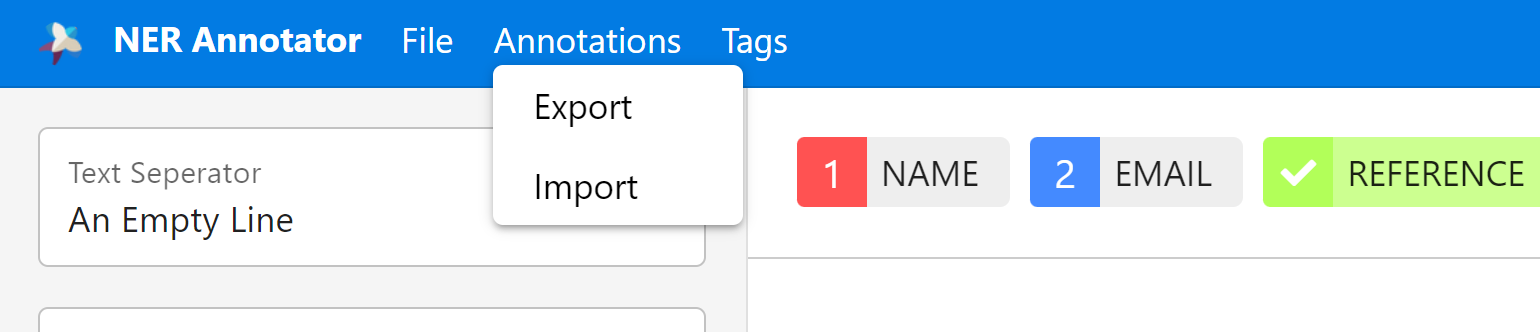 NER Annotator File Annotations Tags
Export
Import
Text Seperator
An Empty Line
1 NAME 2 EMAIL REFERENCE